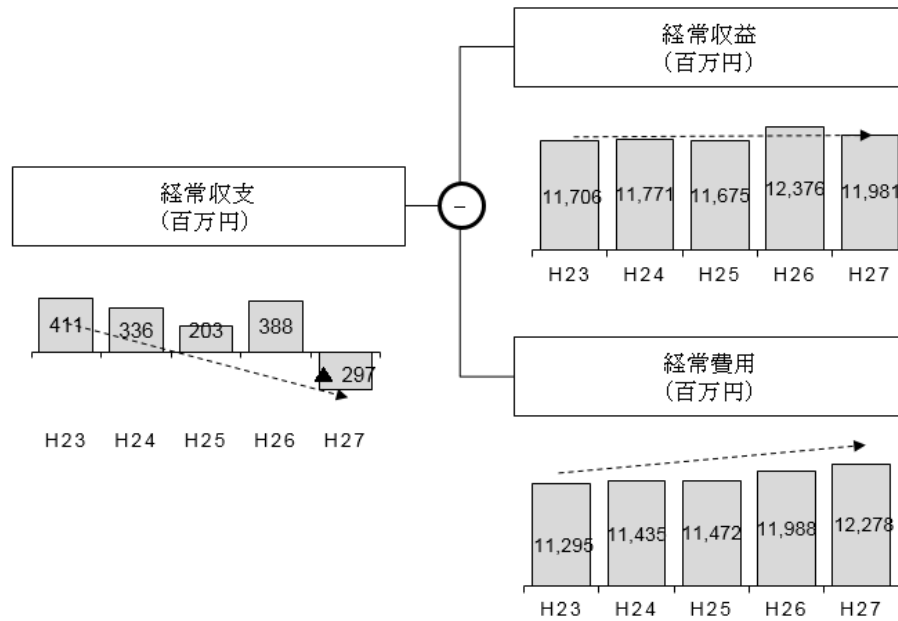 経常収益
(百万円)
11,706 11,771 11,675 12,376 11,981
H23 H24 H25 H26 H27
経常収支
(百万円)
－
411 336 203 388 ▲ 297
H23 H24 H25 H26 H27
経常費用
(百万円)
11,295 11,435 11,472 11,988 12,278
H23 H24 H25 H26 H27